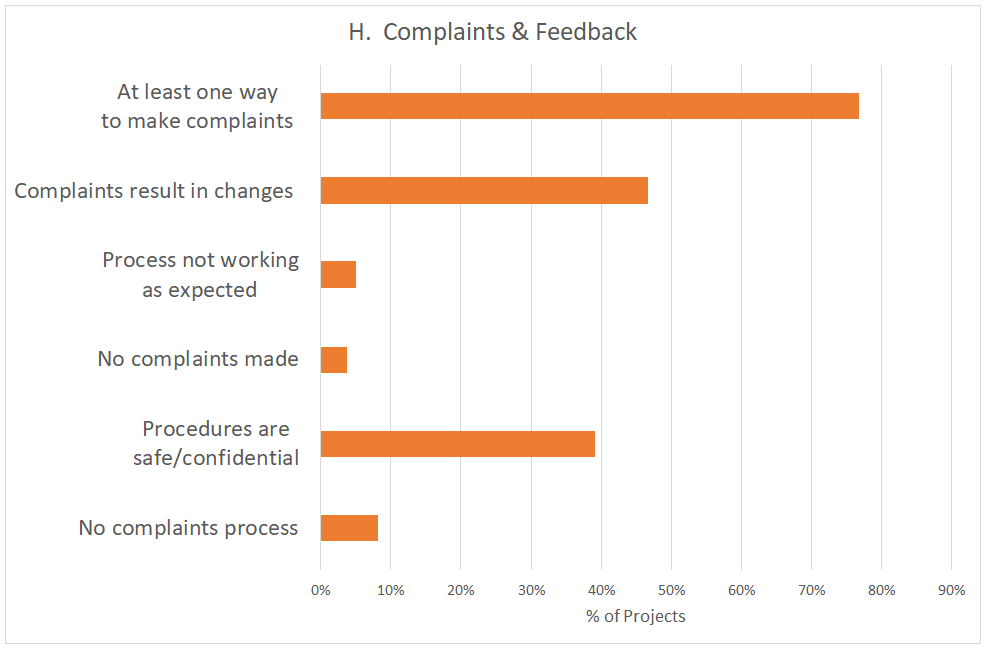 H. Complaints & Feedback
At least one way
to make complaints
Complaints result in changes
Process not working
as expected
No complaints made
Procedures are
safe/confidential
No complaints process
0% 10% 20% 30% 40% 50% 60% 70% 80% 90%
% of Projects